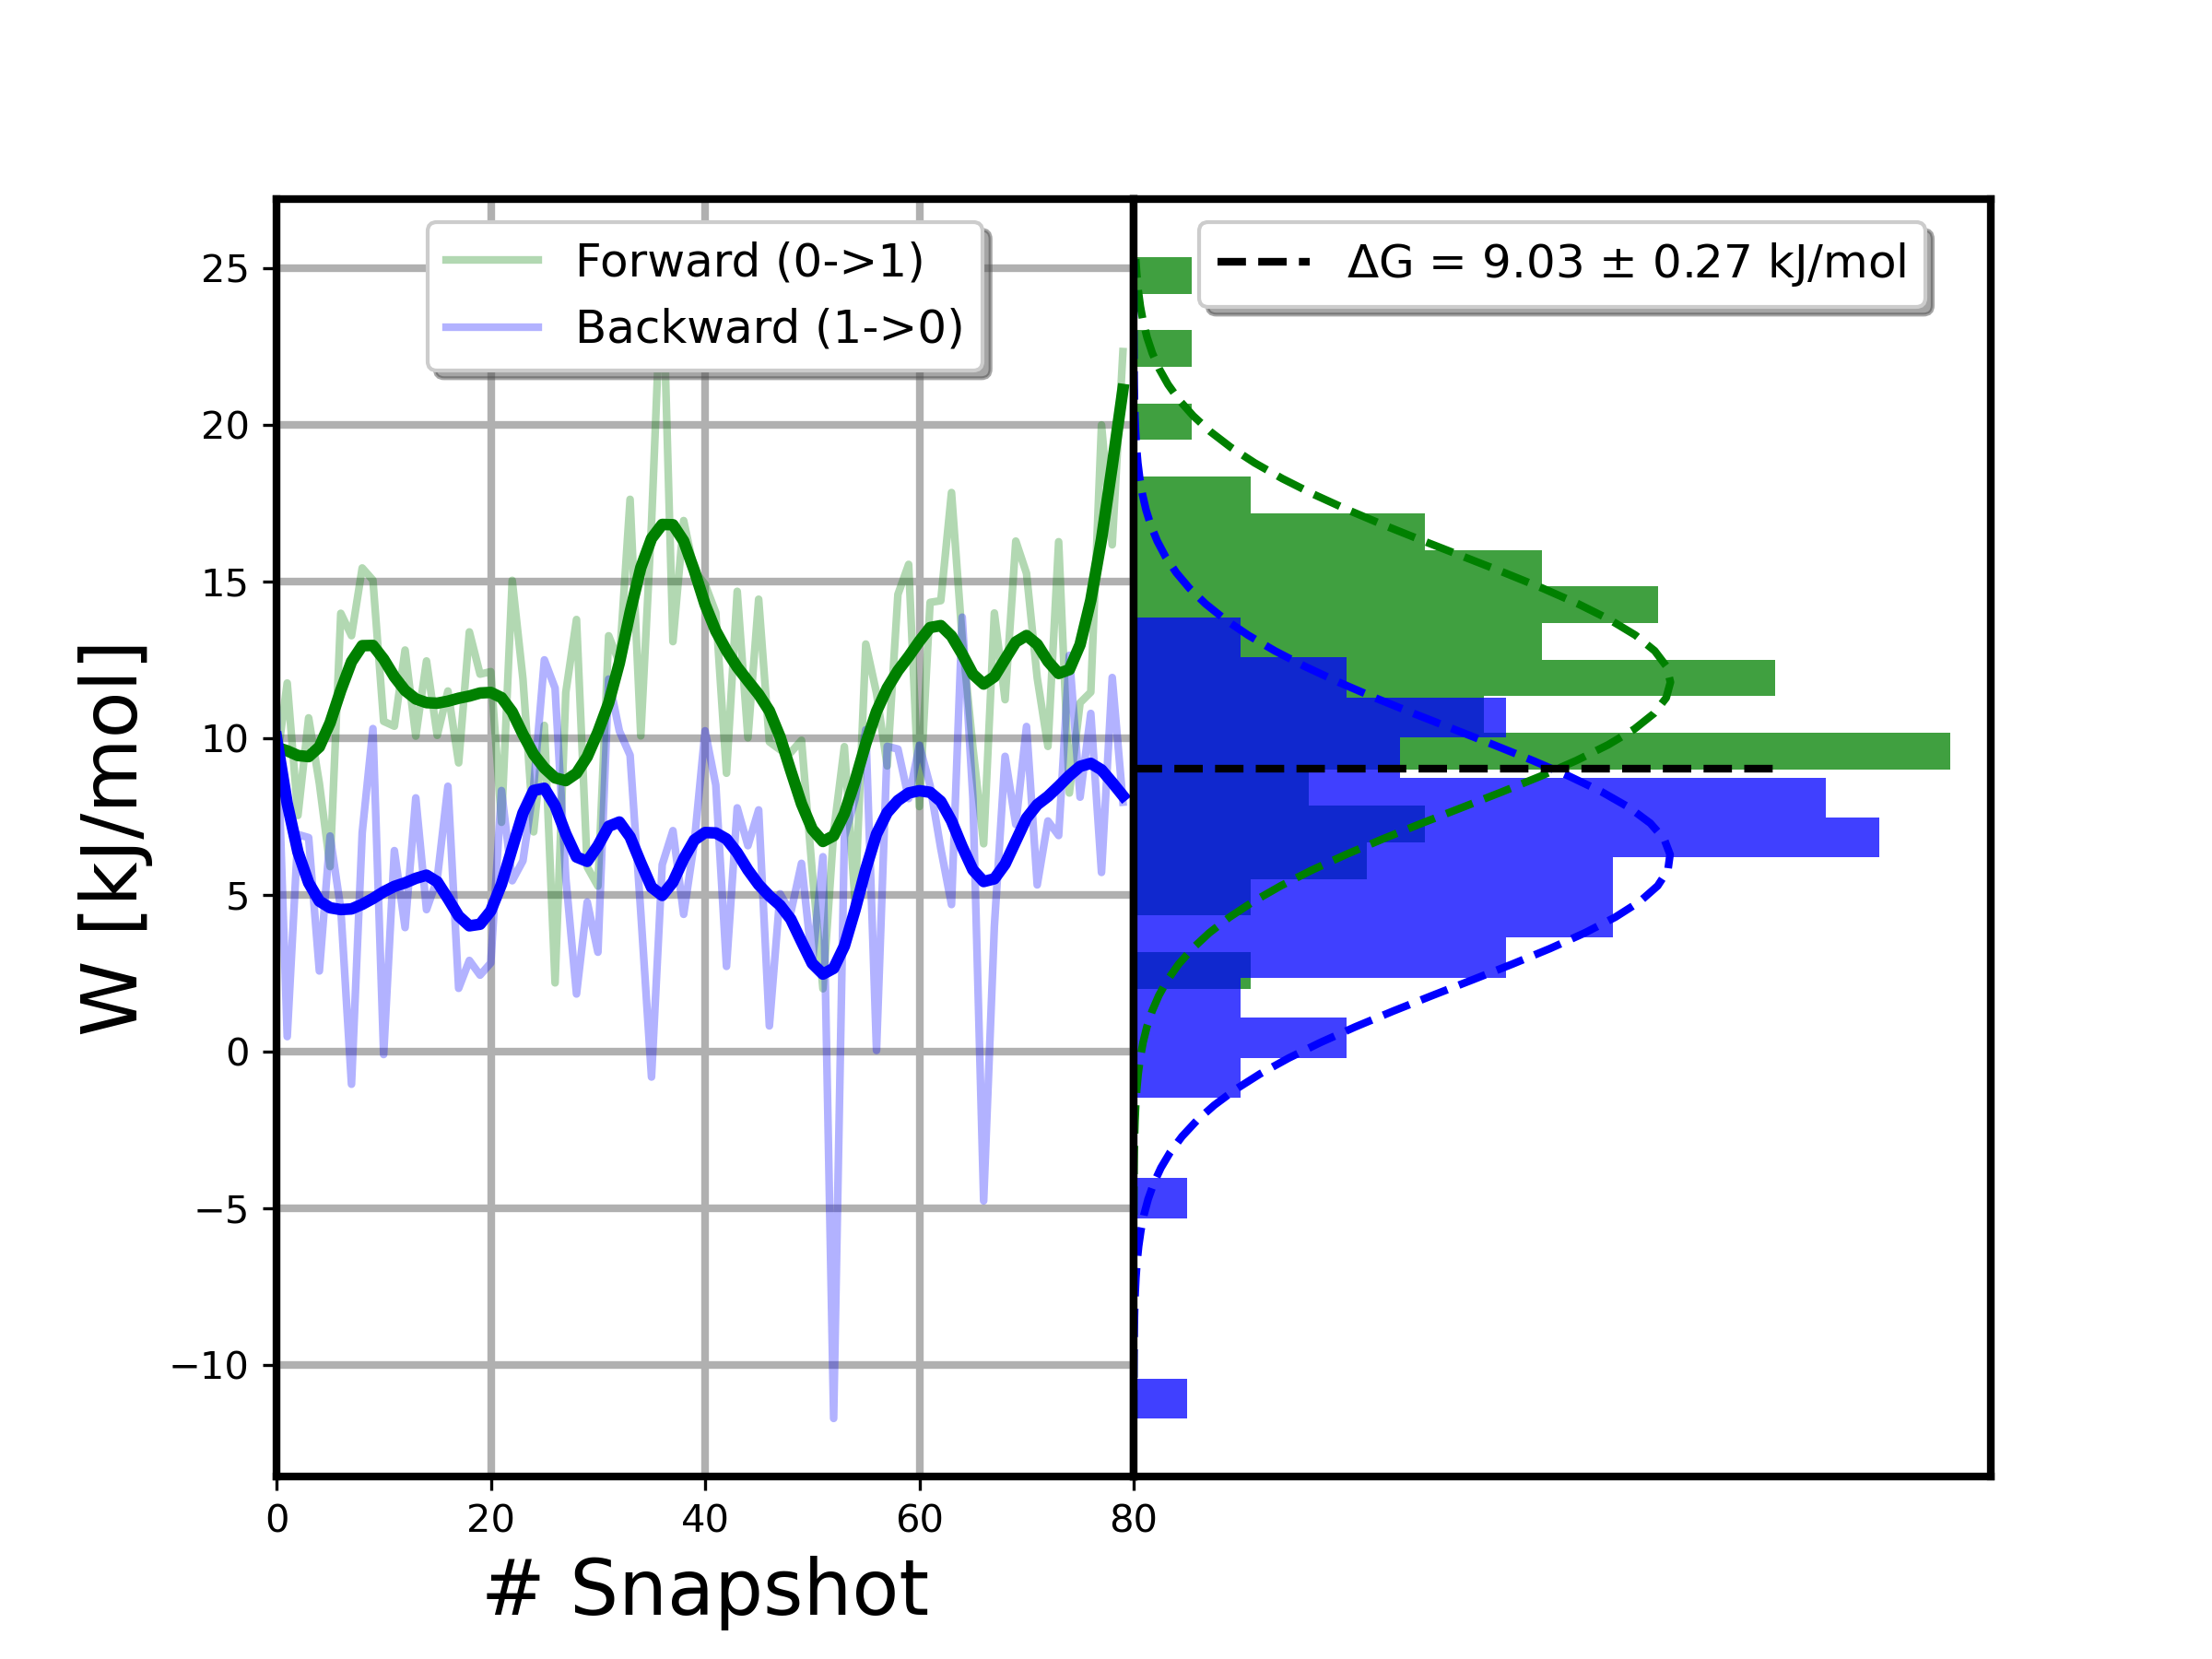 Forward (0->1)
Backward (1->0)
ΔG = 9.03 ± 0.27 kJ/mol
25
20
15
10
5
0
−5
−10
W [kJ/mol]
0 20 40 60 80
# Snapshot